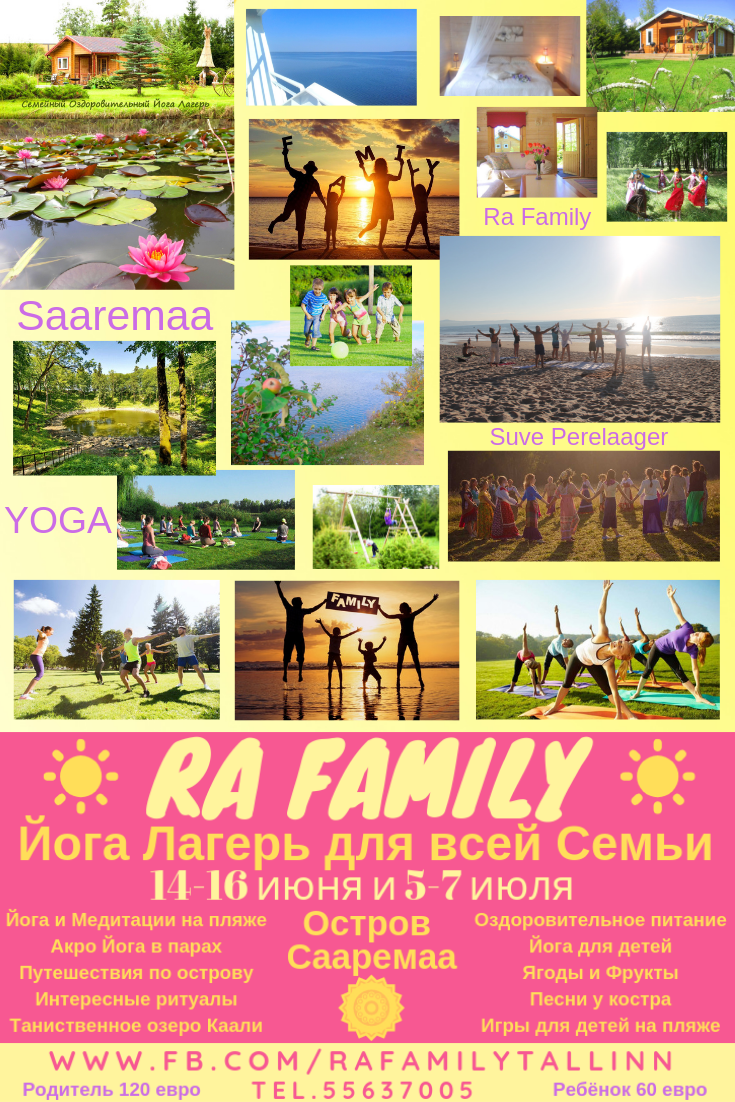 Семейный Оздоровительный Йога Лагерь
FAMILY
Ra Family
Saaremaa
Suve Perelaager
YOGA
FAMILY
RA FAMILY
Йога Лагерь для всей Семьи
14-16 июня и 5-7 июля
Йога и Медитации на пляже
Акро Йога в парах
Путешествия по острову
Интересные ритуалы
Таниственное озеро Каали
Остров
Сааремаа
Оздоровительное питание
Йога для детей
Ягоды и Фрукты
Песни у костра
Игры для детей на пляже
WWW.FB.COM/RAFAMILYTALLINN
Родитель 120 евро
TEL.55637005
Ребёнок 60 евро